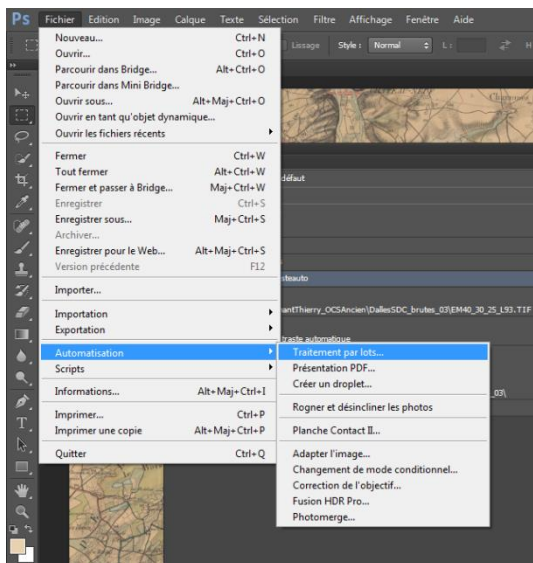 Ps Fichier Edition Image Calque Texte Sélection Filtre Affichage Fenêtre Aide
Nouveau... Ctrl+N
Lissage Style : Normal L :
Ouvrir... Ctrl+O
Parcourir dans Bridge... Alt+Ctrl+O
Parcourir dans Mini Bridge...
Ouvrir sous... Alt+Maj+Ctrl+O
Ouvrir en tant qu'objet dynamique...
Ouvrir les fichiers récents
Fermer Ctrl+W
Tout fermer Alt+Ctrl+W
défaut
Fermer et passer à Bridge... Maj+Ctrl+W
Enregistrer Ctrl+S
Enregistrer sous... Maj+Ctrl+S
Archiver...
Enregistrer pour le Web... Alt+Maj+Ctrl+S
Version précédente F12
steauto
Importer...
antThierry_OCSAncien\DallesSDC_brutes_03\EM40_30_25_L93.TIF
Importation
Exportation
traste automatique
Automatisation
Traitement par lots...
Scripts
Présentation PDF...
Créer un droplet...
Informations... Alt+Maj+Ctrl+I
_03\
Rogner et désincliner les photos
Imprimer... Ctrl+P
Imprimer une copie Alt+Maj+Ctrl+P
Planche Contact II...
Quitter Ctrl+Q
Adapter l'image...
Changement de mode conditionnel...
Correction de l'objectif...
Fusion HDR Pro...
Photomerge...